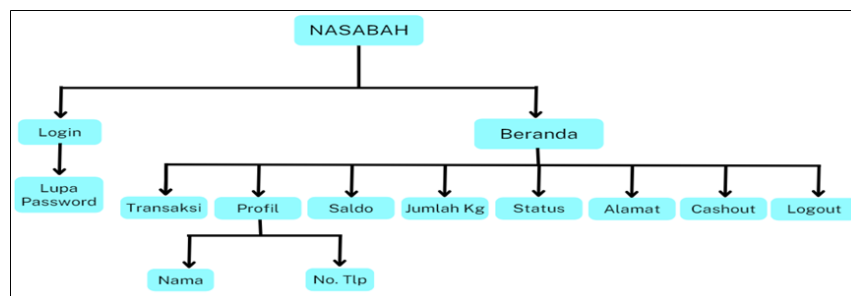 NASABAH
Login
Beranda
Lupa
Password
Transaksi
Profil
Saldo
Jumlah Kg
Status
Alamat
Cashout
Logout
Nama
No. Tlp